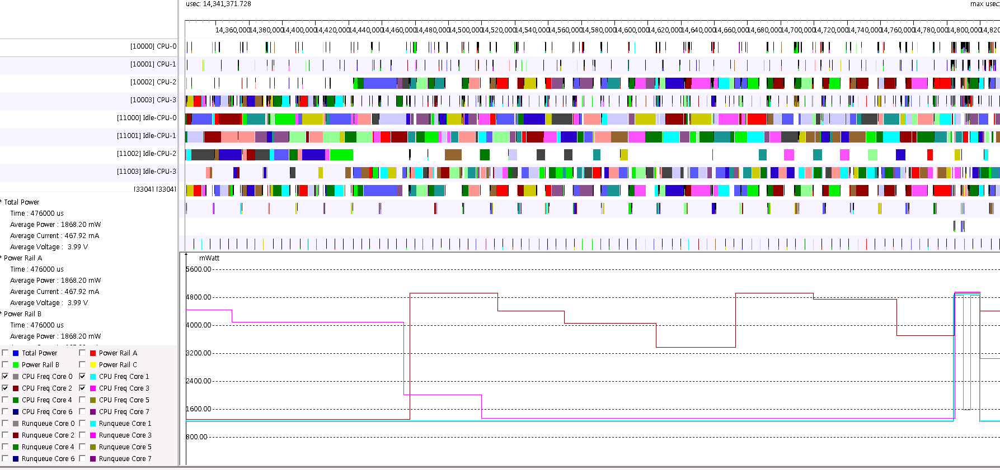 usec: 14,341,371.728
max usec:
14,360,000 14,380,000 14,400,000 14,420,000 14,440,000 14,460,000 14,480,000 14,500,000 14,520,000 14,540,000 14,560,000 14,580,000 14,600,000 14,620,000 14,640,000 14,660,000 14,680,000 14,700,000 14,720,000 14,740,000 14,760,000 14,780,000 14,800,000 14,820
[10000] CPU-0
[10001] CPU-1
[10002] CPU-2
[10003] CPU-3
[11000] Idle-CPU-0
[11001] Idle-CPU-1
[11002] Idle-CPU-2
[11003] Idle-CPU-3
[3304] [3304]
* Total Power
Time : 476000 us
Average Power : 1868.20 mW
Average Current : 467.92 mA
Average Voltage : 3.99 V
* Power Rail A
Time : 476000 us
Average Power : 1868.20 mW
Average Current : 467.92 mA
Average Voltage : 3.99 V
* Power Rail B
Time : 476000 us
Average Power : 1868.20 mW
Total Power Power Rail A
Power Rail B Power Rail C
CPU Freq Core 0 CPU Freq Core 1
CPU Freq Core 2 CPU Freq Core 3
CPU Freq Core 4 CPU Freq Core 5
CPU Freq Core 6 CPU Freq Core 7
Runqueue Core 0 Runqueue Core 1
Runqueue Core 2 Runqueue Core 3
Runqueue Core 4 Runqueue Core 5
Runqueue Core 6 Runqueue Core 7
mWatt
5600.00
4800.00
4000.00
3200.00
2400.00
1600.00
800.00